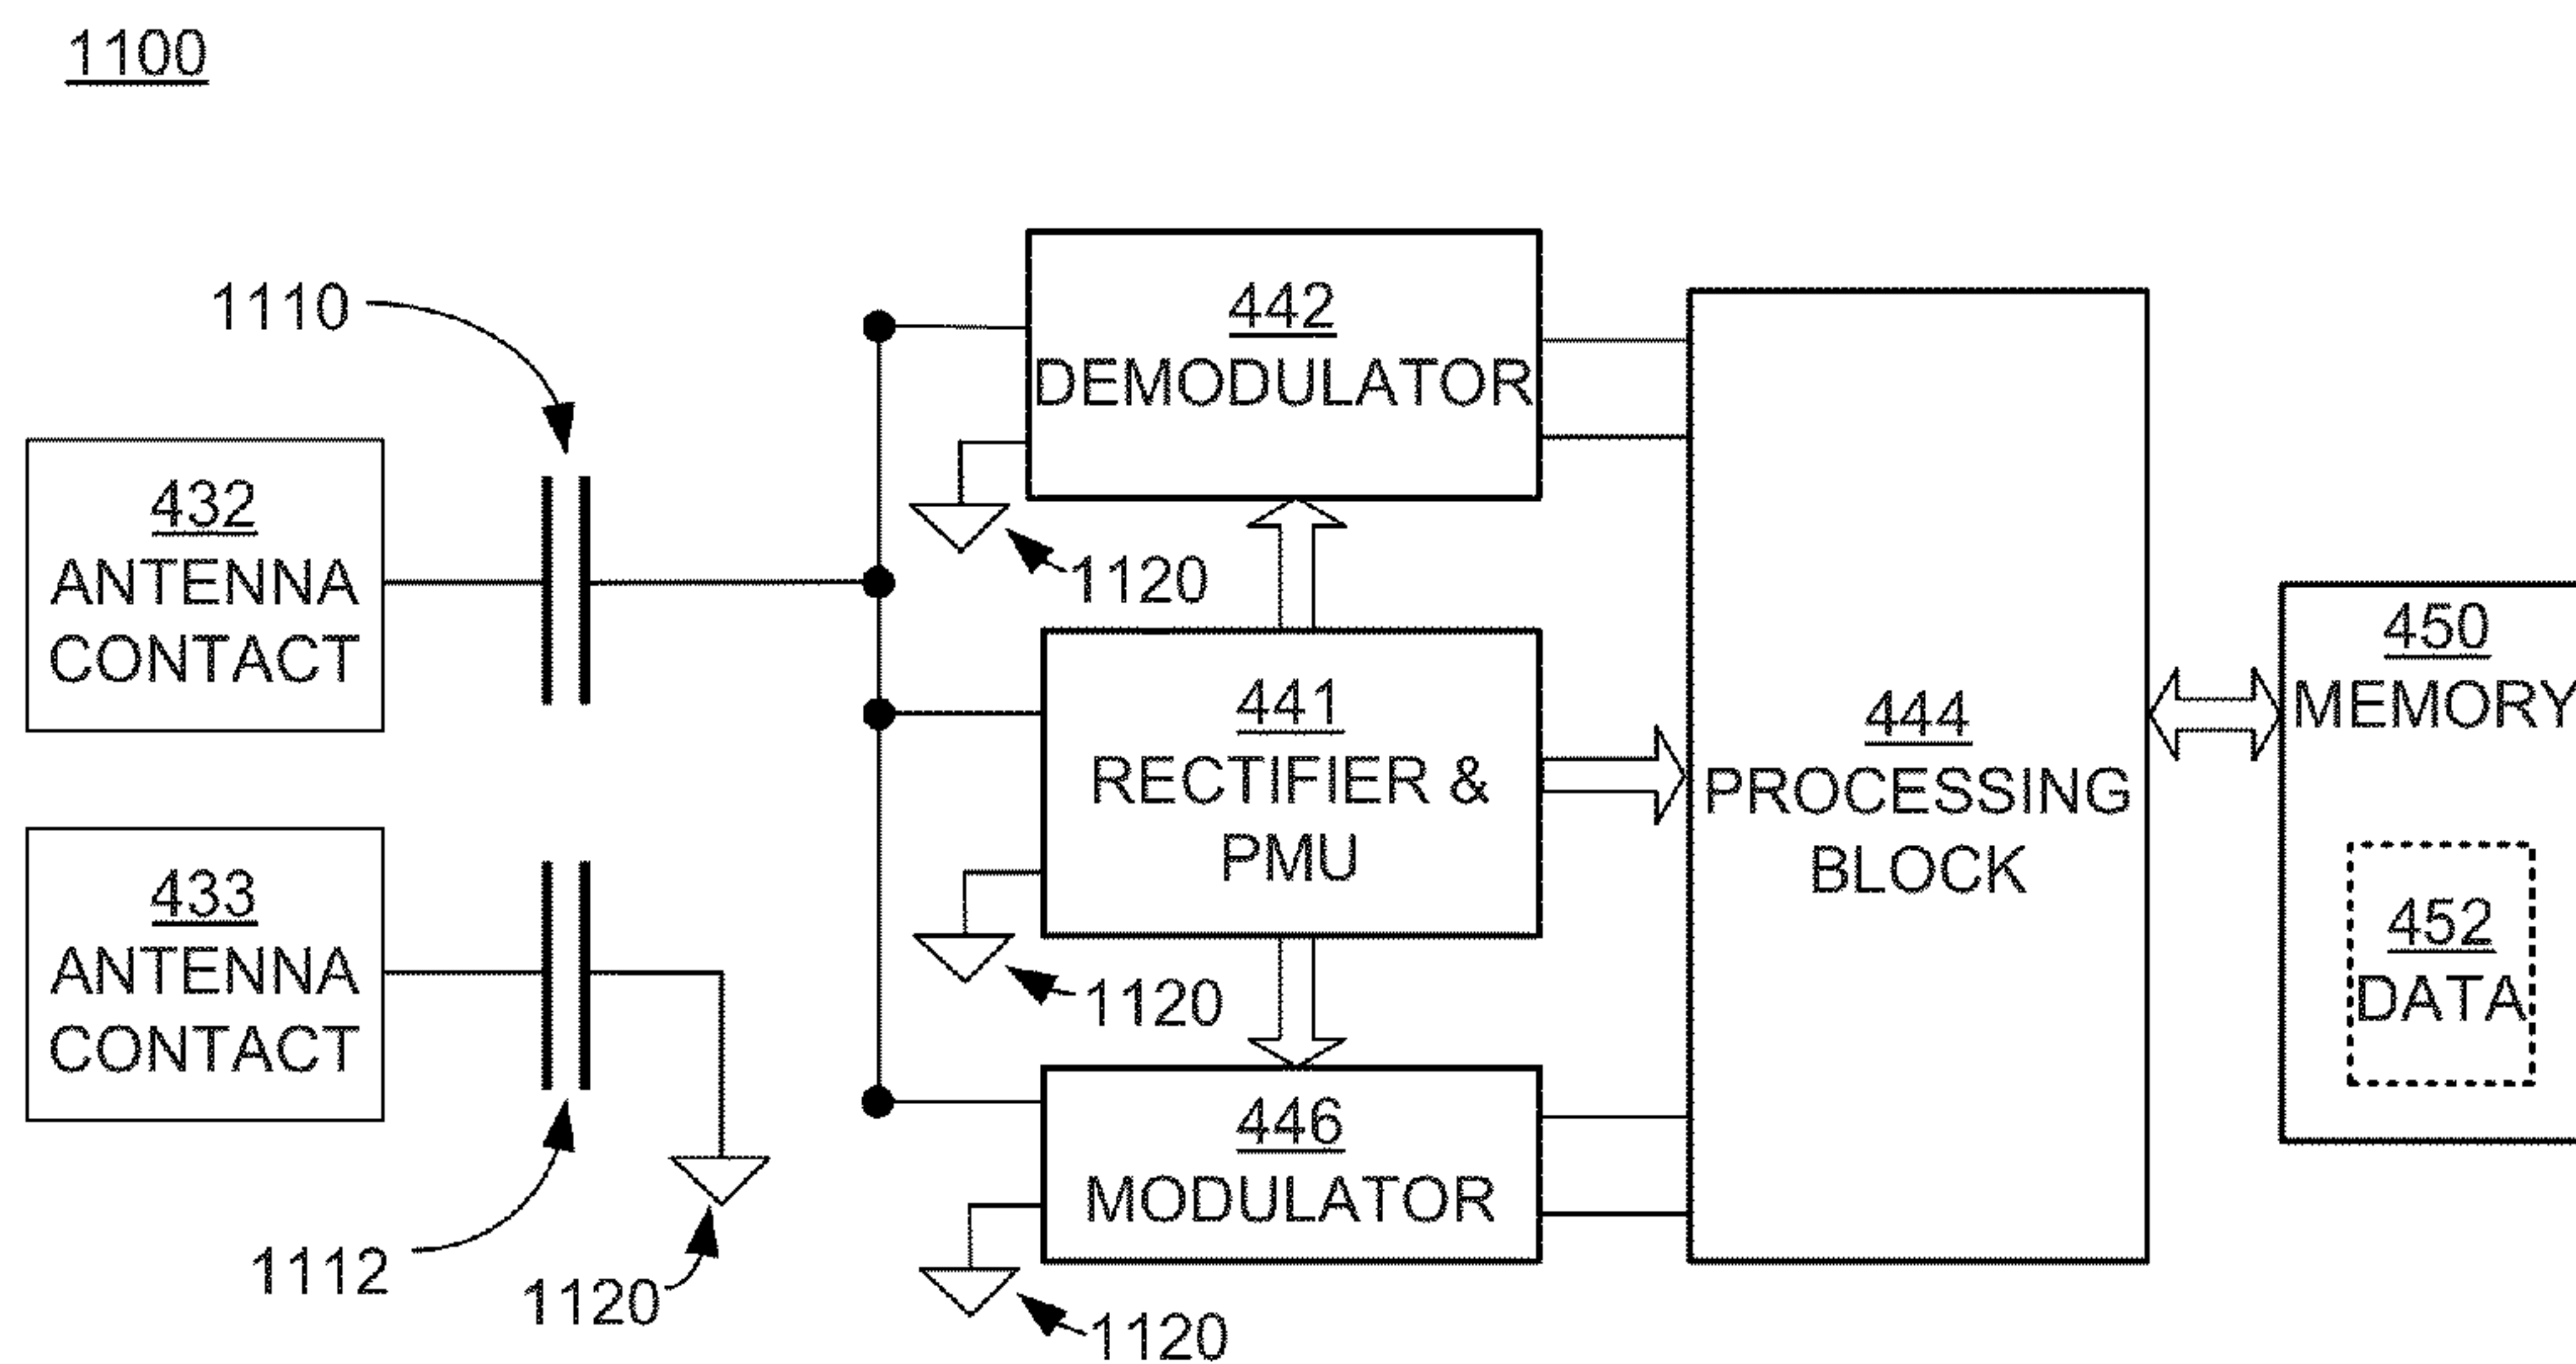 1100
1110
442
DEMODULATOR
432
ANTENNA
CONTACT
1120
450
MEMORY
441
RECTIFIER &
PMU
444
PROCESSING
BLOCK
433
ANTENNA
CONTACT
452
DATA
1120
446
MODULATOR
1112
1120
1120